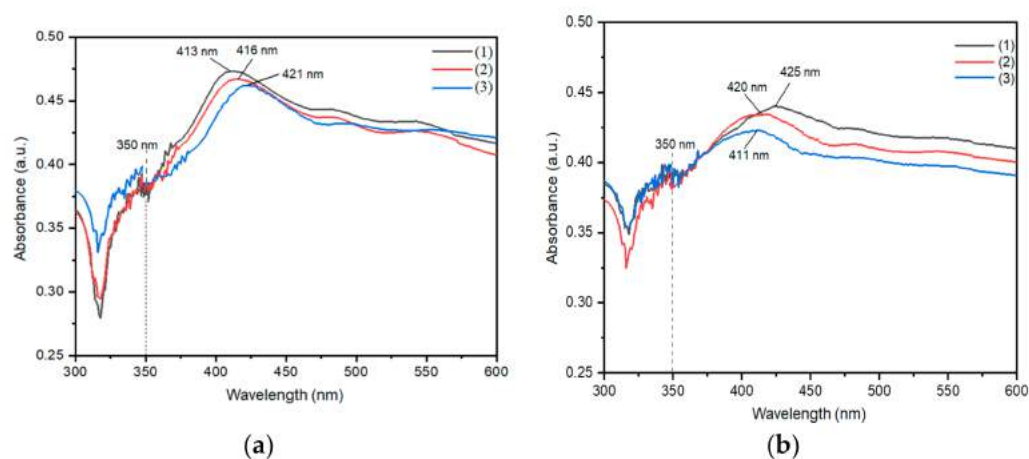 0.50
0.45
0.40
0.35
0.30
0.25
Absorbance (a.u.)
300 350 400 450 500 550 600
Wavelength (nm)
413 nm 416 nm
421 nm
350 nm
(1)
(2)
(3)
(a)
0.50
0.45
0.40
0.35
0.30
0.25
Absorbance (a.u.)
300 350 400 450 500 550 600
Wavelength (nm)
420 nm 425 nm
350 nm
411 nm
(1)
(2)
(3)
(b)